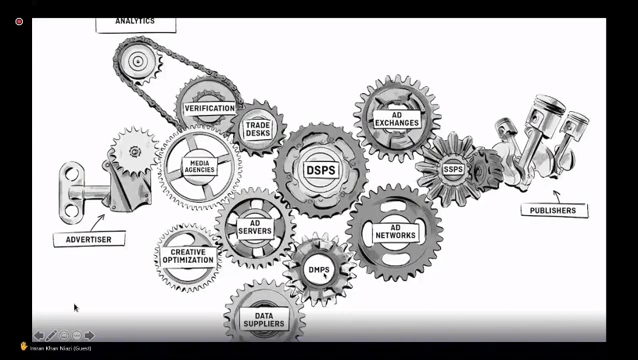 ANALYTICS
VERIFICATION
TRADE
DESKS
AD
EXCHANGES
MEDIA
AGENCIES
DSPS
SSPS
PUBLISHERS
ADVERTISER
AD
SERVERS
AD
NETWORKS
CREATIVE
OPTIMIZATION
DMPS
DATA
SUPPLIERS
Imran Khan Niazi (Guest)